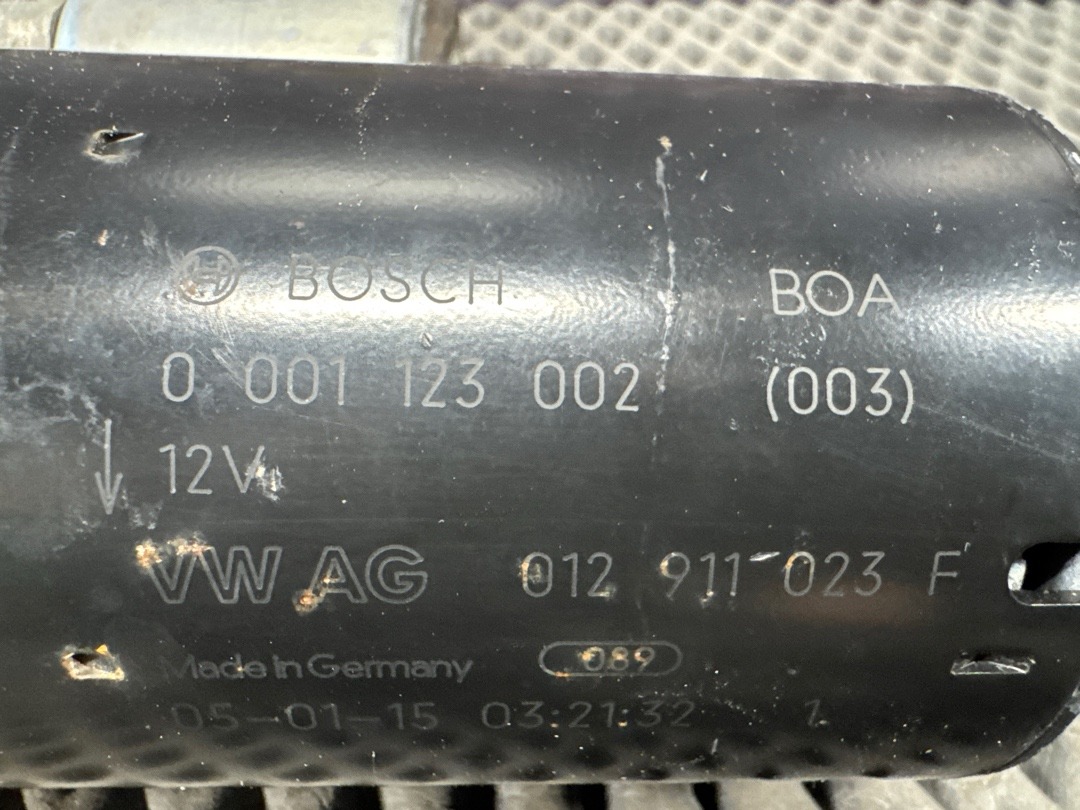 BOSCH BOA
0 001 123 002 (003)
12V
VW AG 012 911 023 F
Made in Germany 089
05-01-15 03:21:32 1